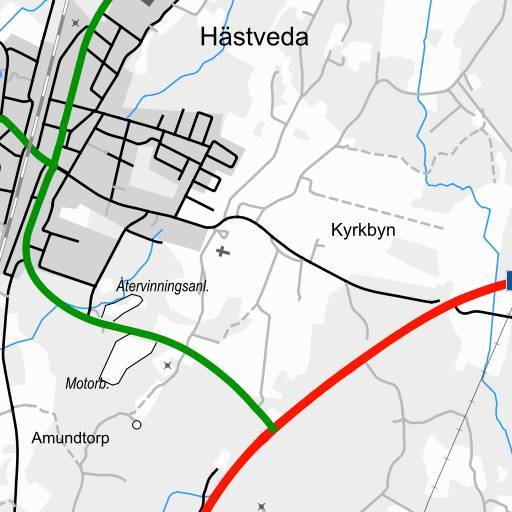 Hästveda
Kyrkbyn
Återvinningsanl.
Motorb.
Amundtorp